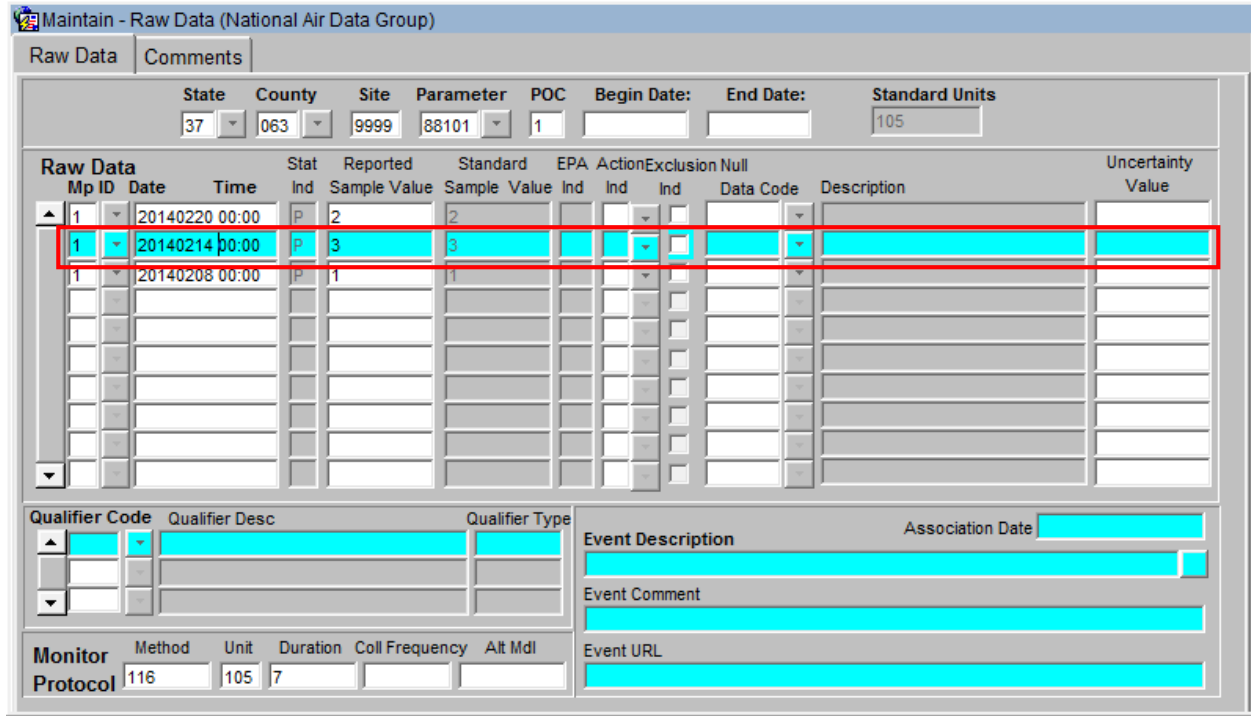 Maintain - Raw Data (National Air Data Group)
Raw Data Comments
State County Site Parameter POC Begin Date: End Date: Standard Units
37 063 9999 88101 1 105
Raw Data Stat Reported Standard EPA Action Exclusion Null Uncertainty
Mp ID Date Time Ind Sample Value Sample Value Ind Ind Ind Data Code Description Value
1 20140220 00:00 P 2 2
1 20140214 00:00 P 3 3
1 20140208 00:00 P 1 1
Qualifier Code Qualifier Desc Qualifier Type
Association Date
Event Description
Event Comment
Event URL
Monitor Protocol Method Unit Duration Coll Frequency Alt Mdl
116 105 7